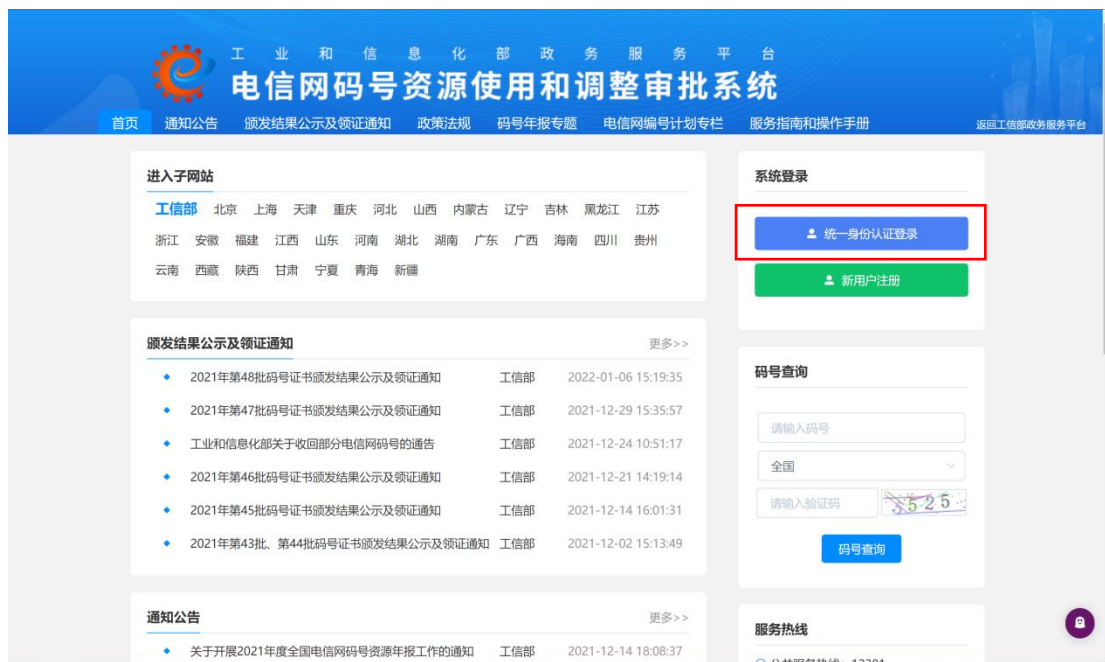 工业和信息化部政务服务平台
电信网码号资源使用和调整审批系统
首页 通知公告 颁发结果公示及领证通知 政策法规 码号年报专题 电信网编号计划专栏 服务指南和操作手册 返回工信部政务服务平台
进入子网站
工信部 北京 上海 天津 重庆 河北 山西 内蒙古 辽宁 吉林 黑龙江 江苏
浙江 安徽 福建 江西 山东 河南 湖北 湖南 广东 广西 海南 四川 贵州
云南 西藏 陕西 甘肃 宁夏 青海 新疆
系统登录
统一身份认证登录
新用户注册
颁发结果公示及领证通知 更多>>
2021年第48批码号证书颁发结果公示及领证通知 工信部 2022-01-06 15:19:35
2021年第47批码号证书颁发结果公示及领证通知 工信部 2021-12-29 15:35:57
工业和信息化部关于收回部分电信网码号的通告 工信部 2021-12-24 10:51:17
2021年第46批码号证书颁发结果公示及领证通知 工信部 2021-12-21 14:19:14
2021年第45批码号证书颁发结果公示及领证通知 工信部 2021-12-14 16:01:31
2021年第43批、第44批码号证书颁发结果公示及领证通知 工信部 2021-12-02 15:13:49
码号查询
请输入码号
全国
请输入验证码 5525
码号查询
通知公告 更多>>
关于开展2021年度全国电信网码号资源年报工作的通知 工信部 2021-12-14 18:08:37
服务热线